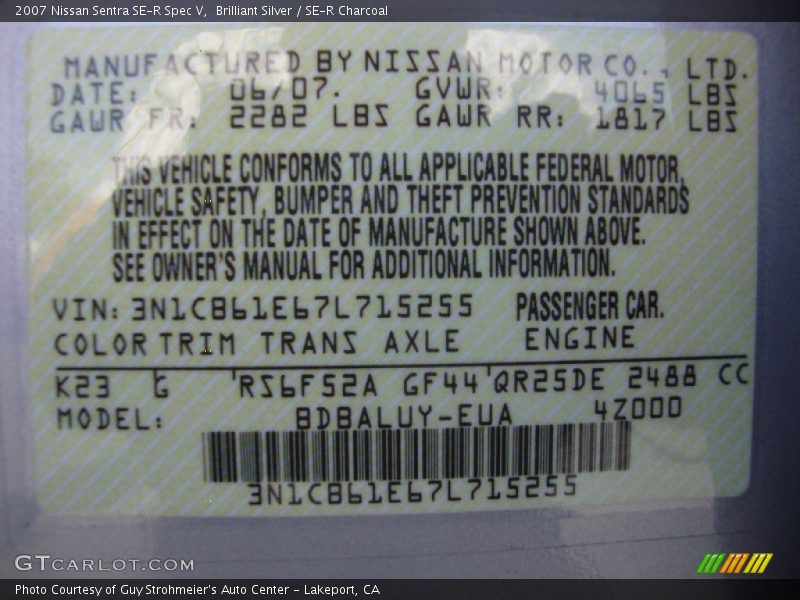 2007 Nissan Sentra SE-R Spec V,  Brilliant Silver / SE-R Charcoal
MANUFACTURED BY NISSAN MOTOR CO., LTD.
DATE: 06/07. GVWR: 4065 LBS
GAWR FR: 2282 LBS GAWR RR: 1817 LBS
THIS VEHICLE CONFORMS TO ALL APPLICABLE FEDERAL MOTOR
VEHICLE SAFETY, BUMPER AND THEFT PREVENTION STANDARDS
IN EFFECT ON THE DATE OF MANUFACTURE SHOWN ABOVE.
SEE OWNER'S MANUAL FOR ADDITIONAL INFORMATION.
VIN: 3N1CB61E67L715255 PASSENGER CAR.
COLOR TRIM TRANS AXLE ENGINE
K23 G RS6F52A GF44 QR25DE 2488 CC
MODEL: BDBALUY-EUA 4Z000
3N1CB61E67L715255
GTCARLOT.COM
Photo Courtesy of Guy Strohmeier's Auto Center - Lakeport, CA